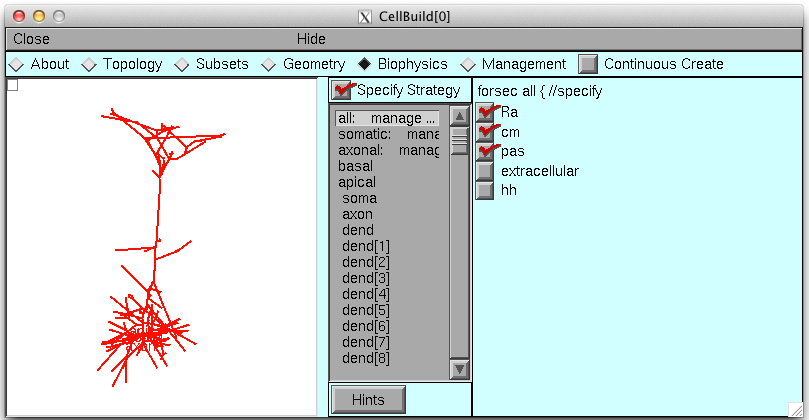 CellBuild[0]
Close Hide
About Topology Subsets Geometry Biophysics Management Continuous Create
Specify Strategy
all: manage ...
somatic: mana
axonal: manag
basal
apical
soma
axon
dend
dend[1]
dend[2]
dend[3]
dend[4]
dend[5]
dend[6]
dend[7]
dend[8]
Hints
forsec all { //specify
Ra
cm
pas
extracellular
hh